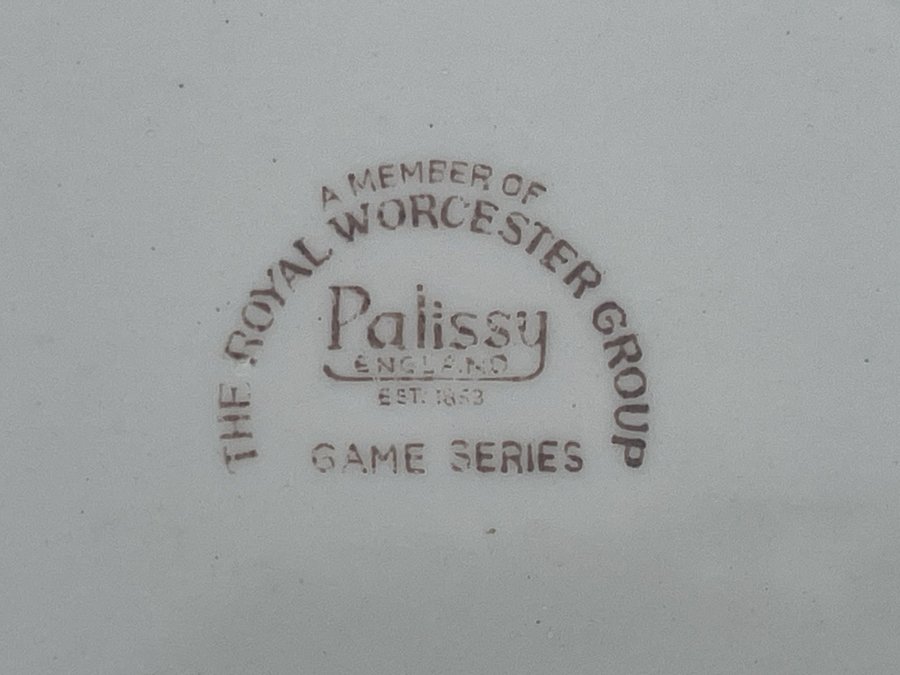 A MEMBER OF
THE ROYAL WORCESTER GROUP
Palissy
ENGLAND
EST. 1853
GAME SERIES